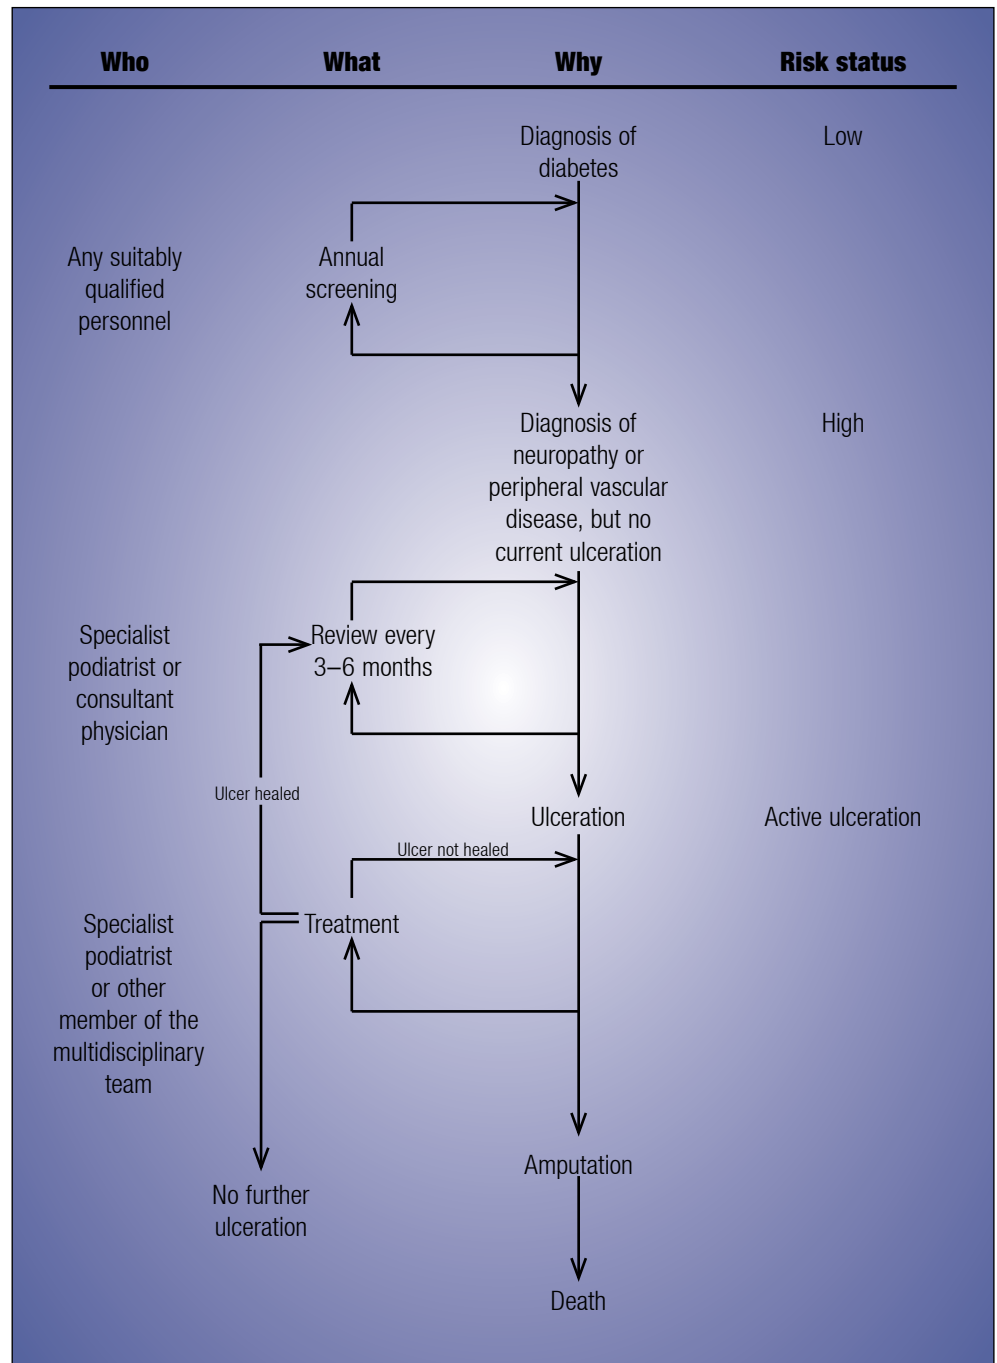 Who What Why Risk status
Diagnosis of
diabetes
Low
Any suitably
qualified
personnel
Annual
screening
Diagnosis of
neuropathy or
peripheral vascular
disease, but no
current ulceration
High
Specialist
podiatrist or
consultant
physician
Review every
3–6 months
Ulcer healed
Ulceration
Active ulceration
Ulcer not healed
Specialist
podiatrist
or other
member of the
multidisciplinary
team
Treatment
Amputation
No further
ulceration
Death